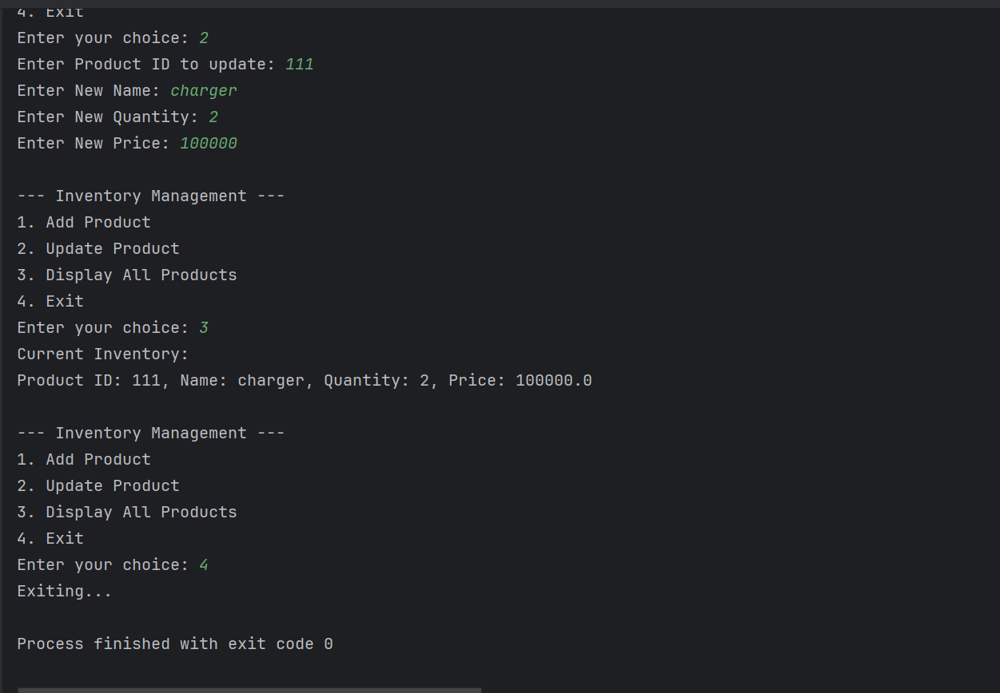 4. Exit
Enter your choice: 2
Enter Product ID to update: 111
Enter New Name: charger
Enter New Quantity: 2
Enter New Price: 100000
--- Inventory Management ---
1. Add Product
2. Update Product
3. Display All Products
4. Exit
Enter your choice: 3
Current Inventory:
Product ID: 111, Name: charger, Quantity: 2, Price: 100000.0
--- Inventory Management ---
1. Add Product
2. Update Product
3. Display All Products
4. Exit
Enter your choice: 4
Exiting...
Process finished with exit code 0